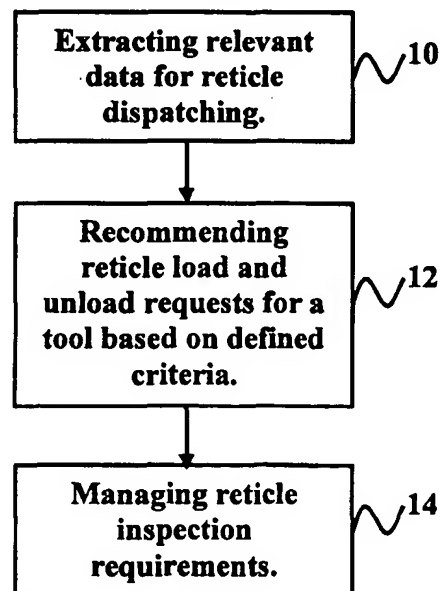 Extracting relevant
data for reticle
dispatching.
10
Recommending
reticle load and
unload requests for a
tool based on defined
criteria.
12
Managing reticle
inspection
requirements.
14